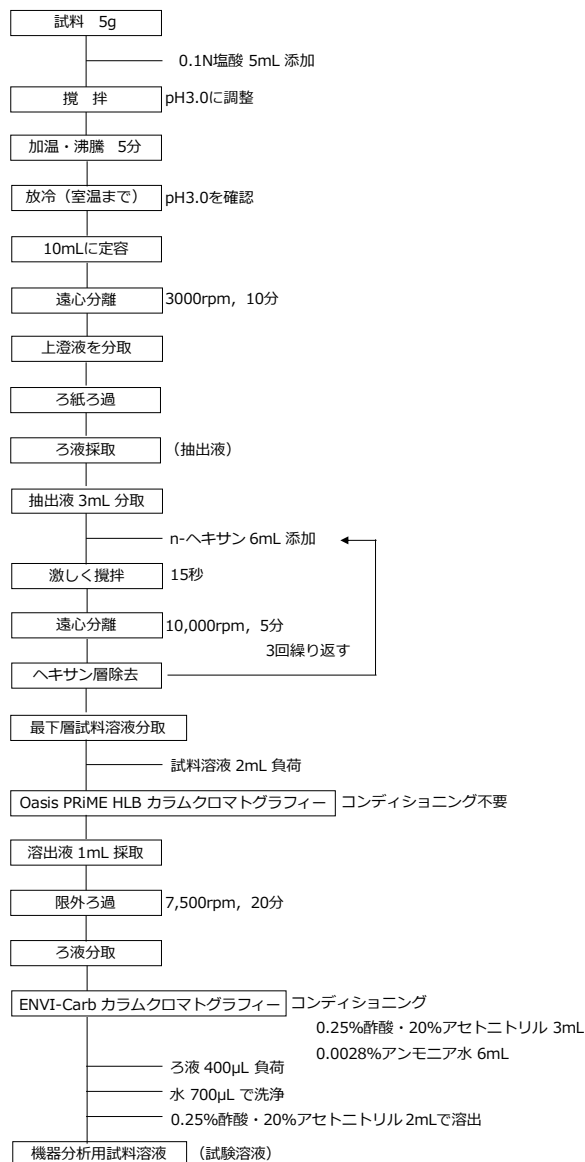 試料 5g
0.1N塩酸 5mL 添加
撹 拌 pH3.0に調整
加温・沸騰 5分
放冷（室温まで） pH3.0を確認
10mLに定容
遠心分離 3000rpm，10分
上澄液を分取
ろ紙ろ過
ろ液採取 （抽出液）
抽出液 3mL 分取
n-ヘキサン 6mL 添加
激しく攪拌 15秒
遠心分離 10,000rpm，5分
3回繰り返す
ヘキサン層除去
最下層試料溶液分取
試料溶液 2mL 負荷
Oasis PRiME HLB カラムクロマトグラフィー コンディショニング不要
溶出液 1mL 採取
限外ろ過 7,500rpm，20分
ろ液分取
ENVI-Carb カラムクロマトグラフィー コンディショニング
0.25%酢酸・20%アセトニトリル 3mL
0.0028%アンモニア水 6mL
ろ液 400μL 負荷
水 700μL で洗浄
0.25%酢酸・20%アセトニトリル 2mLで溶出
機器分析用試料溶液 （試験溶液）